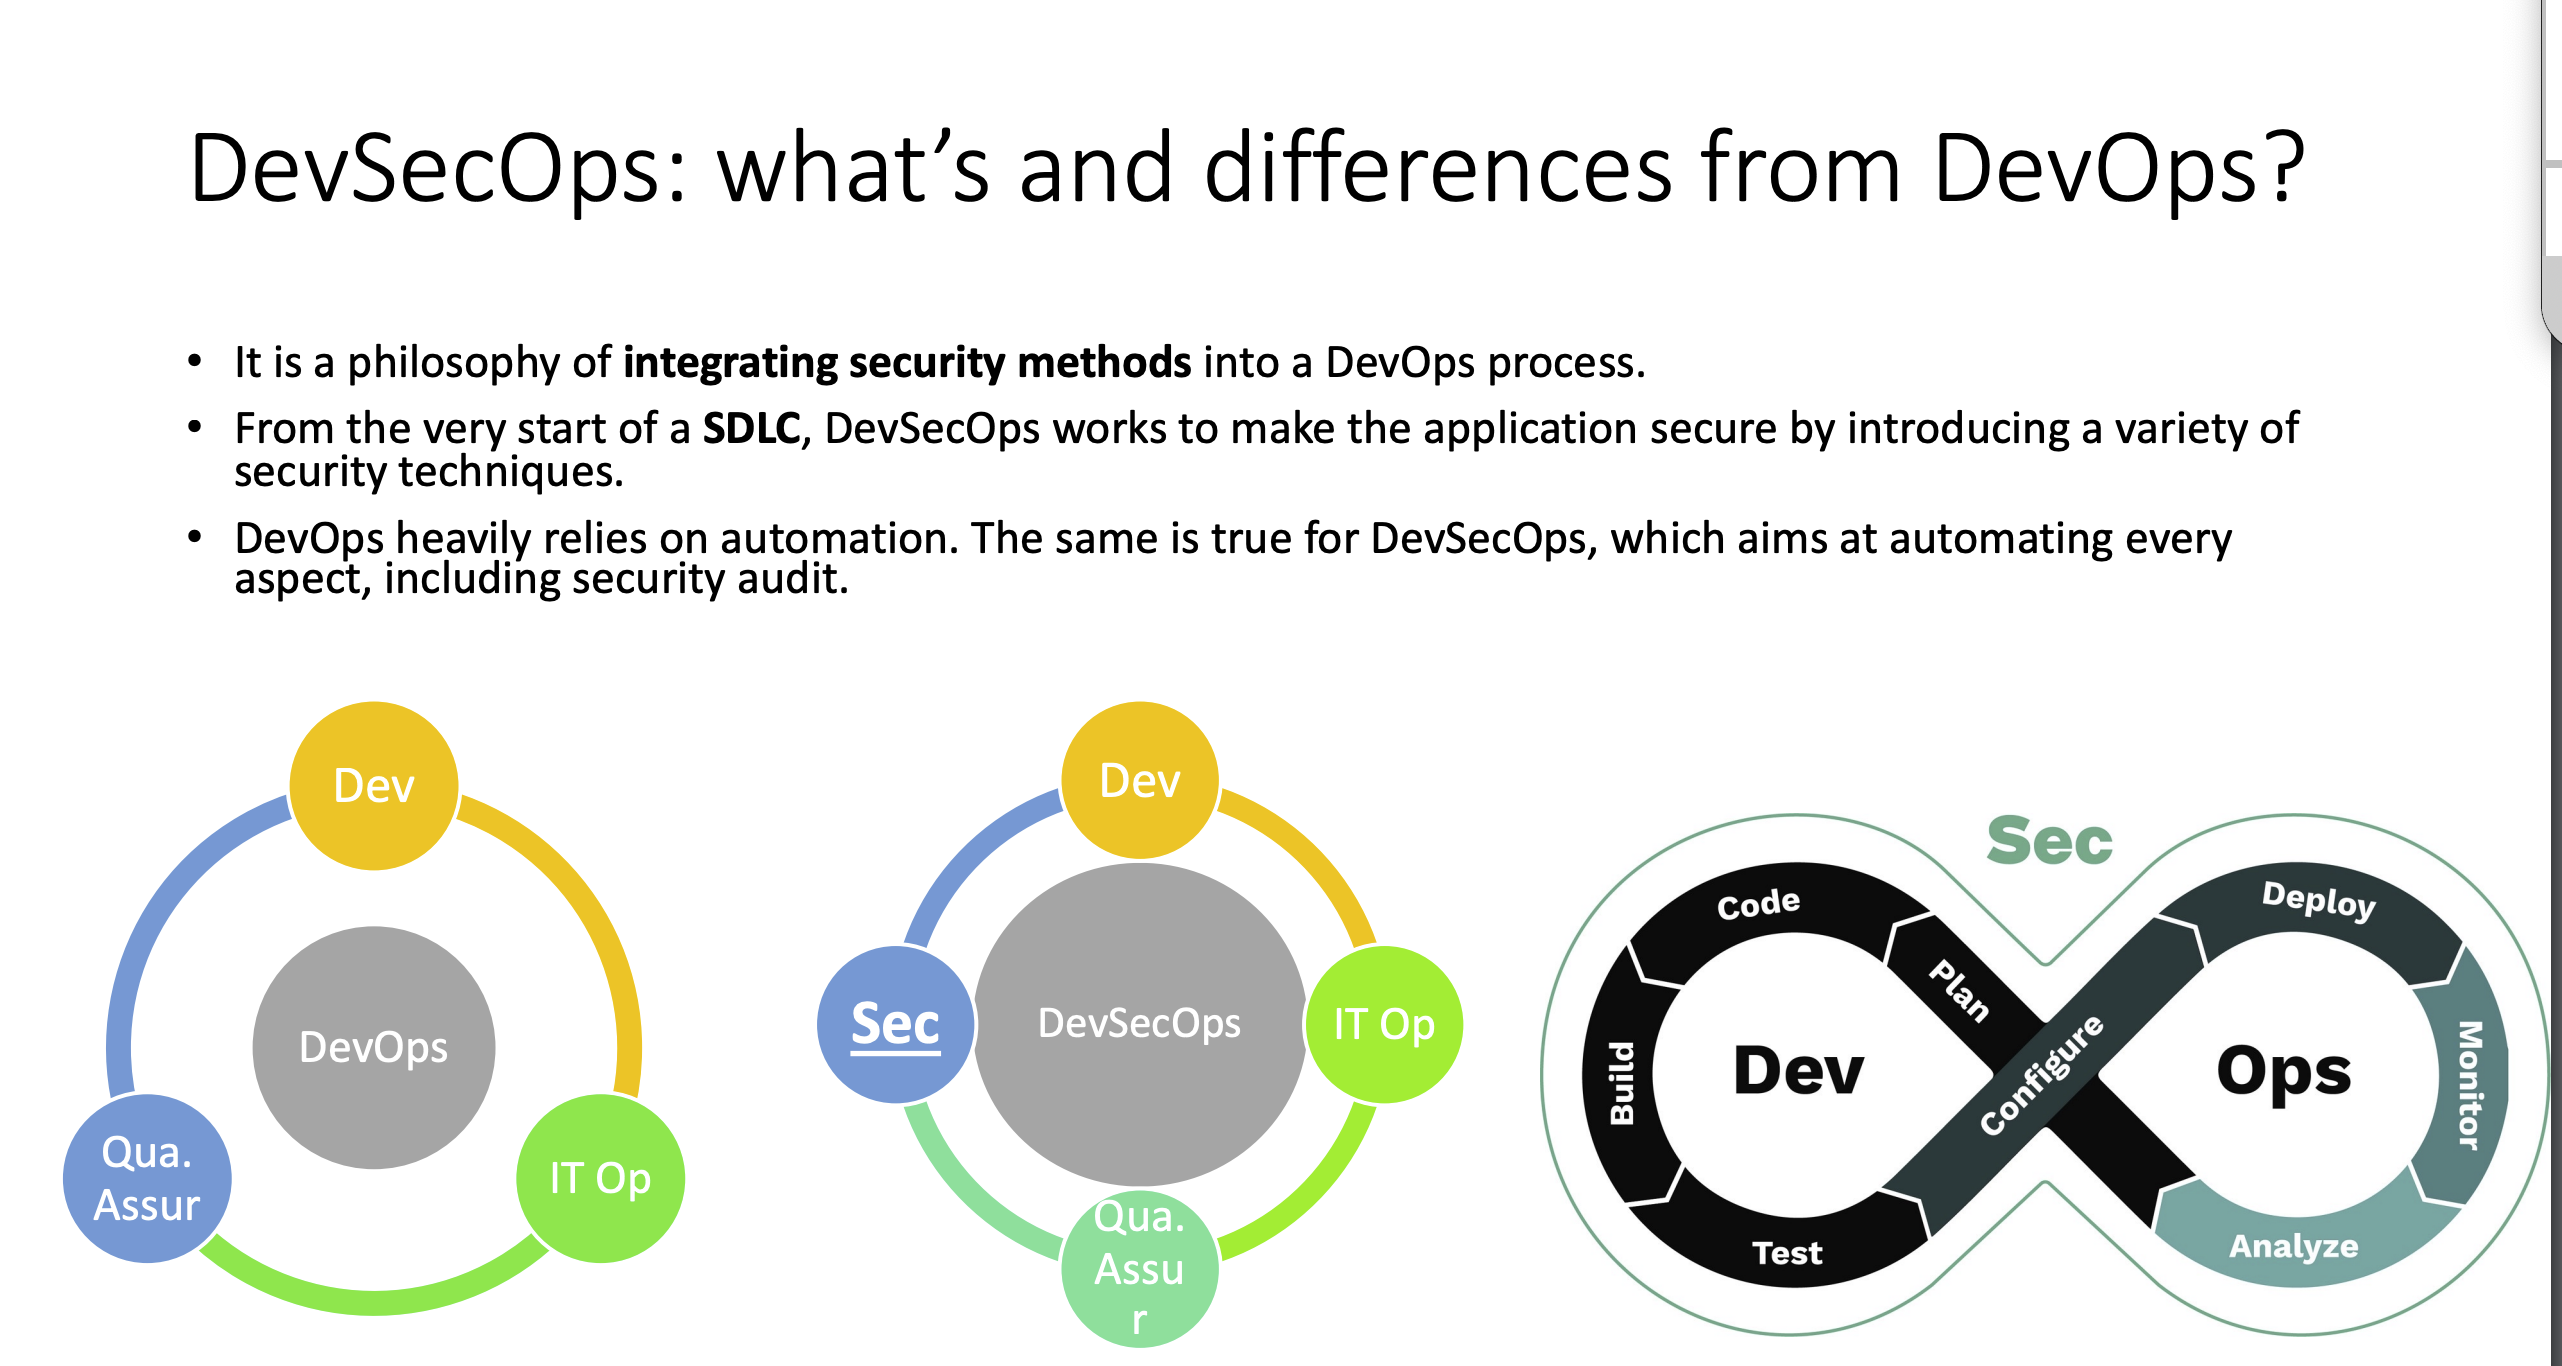 DevSecOps: what’s and differences from DevOps?
• It is a philosophy of integrating security methods into a DevOps process.
• From the very start of a SDLC, DevSecOps works to make the application secure by introducing a variety of
security techniques.
• DevOps heavily relies on automation. The same is true for DevSecOps, which aims at automating every
aspect, including security audit.
Dev
DevOps
Qua.
Assur
IT Op
Dev
Sec
DevSecOps
IT Op
Qua.
Assu
r
Sec
Code
Plan
Build
Dev
Test
Configure
Deploy
Ops
Monitor
Analyze